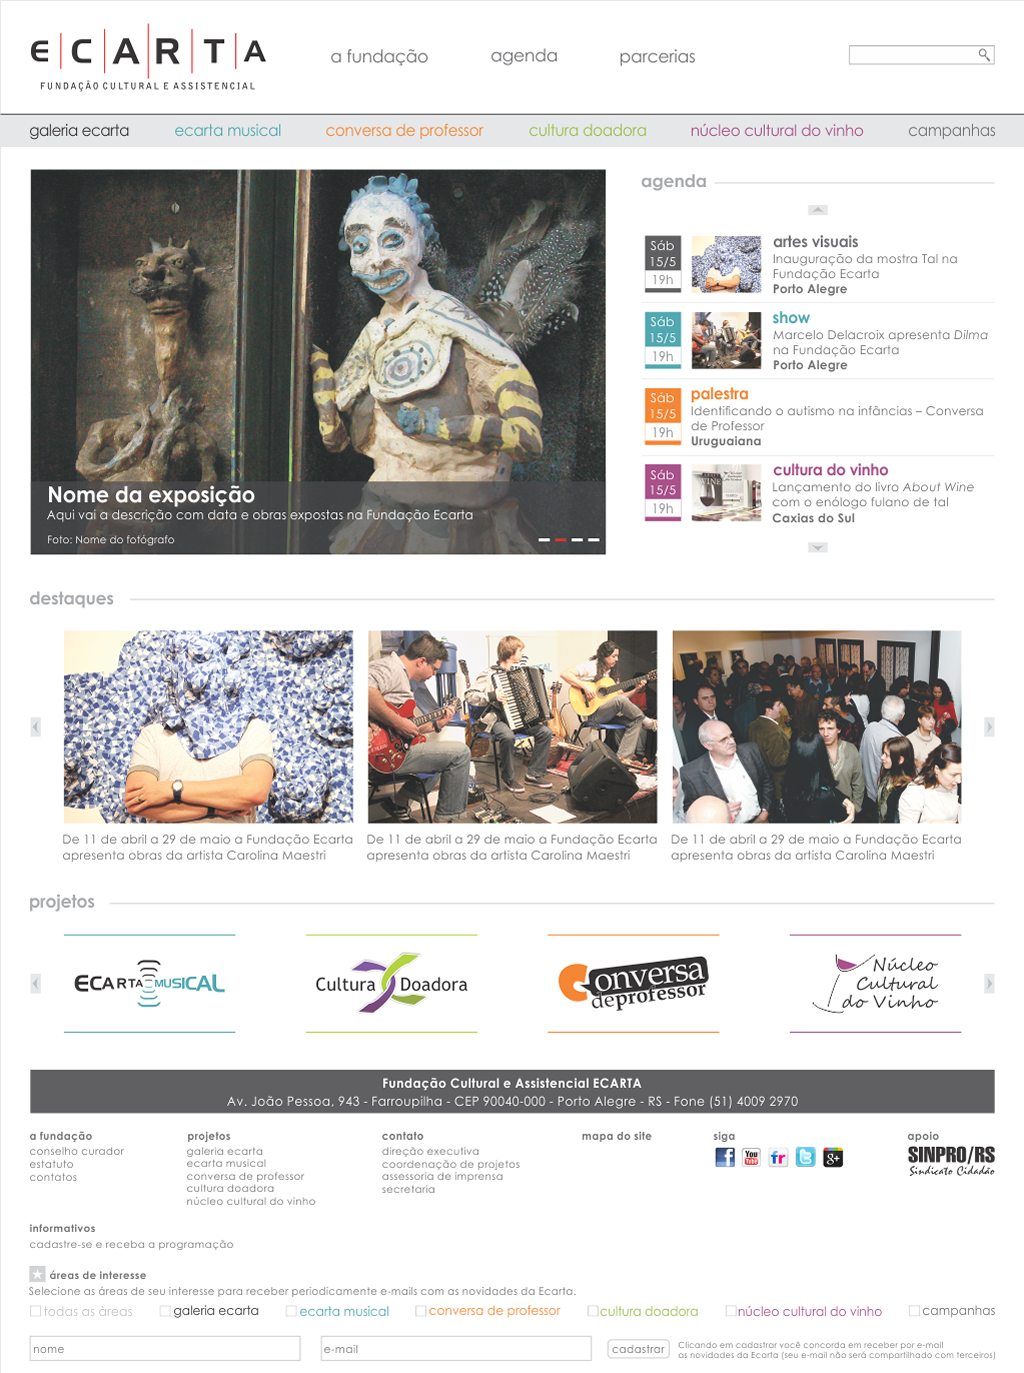 ECARTA
FUNDAÇÃO CULTURAL E ASSISTENCIAL
a fundação
agenda
parcerias
galeria ecarta
ecarta musical
conversa de professor
cultura doadora
núcleo cultural do vinho
campanhas
Nome da exposição
Aqui vai a descrição com data e obras expostas na Fundação Ecarta
Foto: Nome do fotógrafo
agenda
Sáb
15/5
19h
artes visuais
Inauguração da mostra Tal na
Fundação Ecarta
Porto Alegre
Sáb
15/5
19h
show
Marcelo Delacroix apresenta Dilma
na Fundação Ecarta
Porto Alegre
Sáb
15/5
19h
palestra
Identificando o autismo na infâncias – Conversa
de Professor
Uruguaiana
Sáb
15/5
19h
cultura do vinho
Lançamento do livro About Wine
com o enólogo fulano de tal
Caxias do Sul
destaques
De 11 de abril a 29 de maio a Fundação Ecarta
apresenta obras da artista Carolina Maestri
De 11 de abril a 29 de maio a Fundação Ecarta
apresenta obras da artista Carolina Maestri
De 11 de abril a 29 de maio a Fundação Ecarta
apresenta obras da artista Carolina Maestri
projetos
ECARTA MUSICAL
Cultura Doadora
Conversa
deprofessor
Núcleo
Cultural
do Vinho
Fundação Cultural e Assistencial ECARTA
Av. João Pessoa, 943 - Farroupilha - CEP 90040-000 - Porto Alegre - RS - Fone (51) 4009 2970
a fundação
conselho curador
estatuto
contatos
projetos
galeria ecarta
ecarta musical
conversa de professor
cultura doadora
núcleo cultural do vinho
contato
direção executiva
coordenação de projetos
assessoria de imprensa
secretaria
mapa do site
siga
apoio
SINPRO/RS
Sindicato Cidadão
informativos
cadastre-se e receba a programação
áreas de interesse
Selecione as áreas de seu interesse para receber periodicamente e-mails com as novidades da Ecarta.
todas as àreas
galeria ecarta
ecarta musical
conversa de professor
cultura doadora
núcleo cultural do vinho
campanhas
nome
e-mail
cadastrar
Clicando em cadastrar você concorda em receber por e-mail
as novidades da Ecarta (seu e-mail não será compartilhado com terceiros)